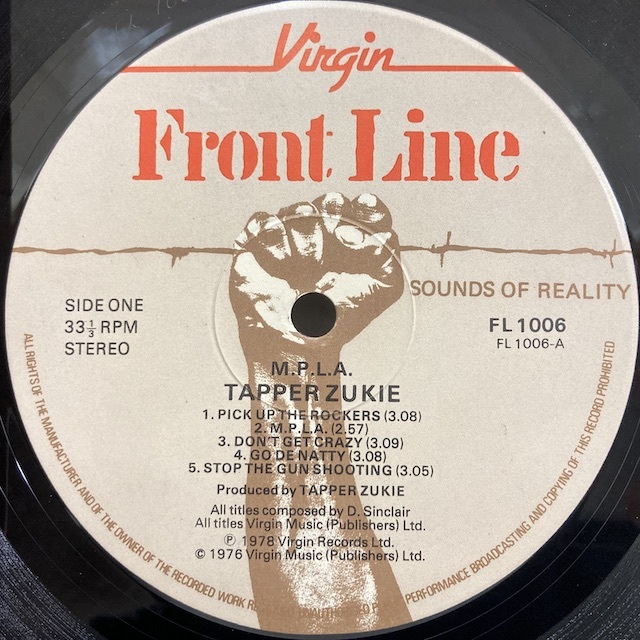 Virgin
Front Line
SOUNDS OF REALITY
SIDE ONE
33⅓ RPM
STEREO
FL 1006
FL 1006-A
M.P.L.A.
TAPPER ZUKIE
1. PICK UP THE ROCKERS (3.08)
2. M.P.L.A. (2.57)
3. DON'T GET CRAZY (3.09)
4. GO DE NATTY (3.08)
5. STOP THE GUN SHOOTING (3.05)
Produced by TAPPER ZUKIE
All titles composed by D. Sinclair
All titles Virgin Music (Publishers) Ltd.
℗ 1978 Virgin Records Ltd.
© 1976 Virgin Music (Publishers) Ltd.
ALL RIGHTS OF THE MANUFACTURER AND OF THE OWNER OF THE RECORDED WORK PERFORMANCE BROADCASTING AND COPYING OF THIS RECORD PROHIBITED